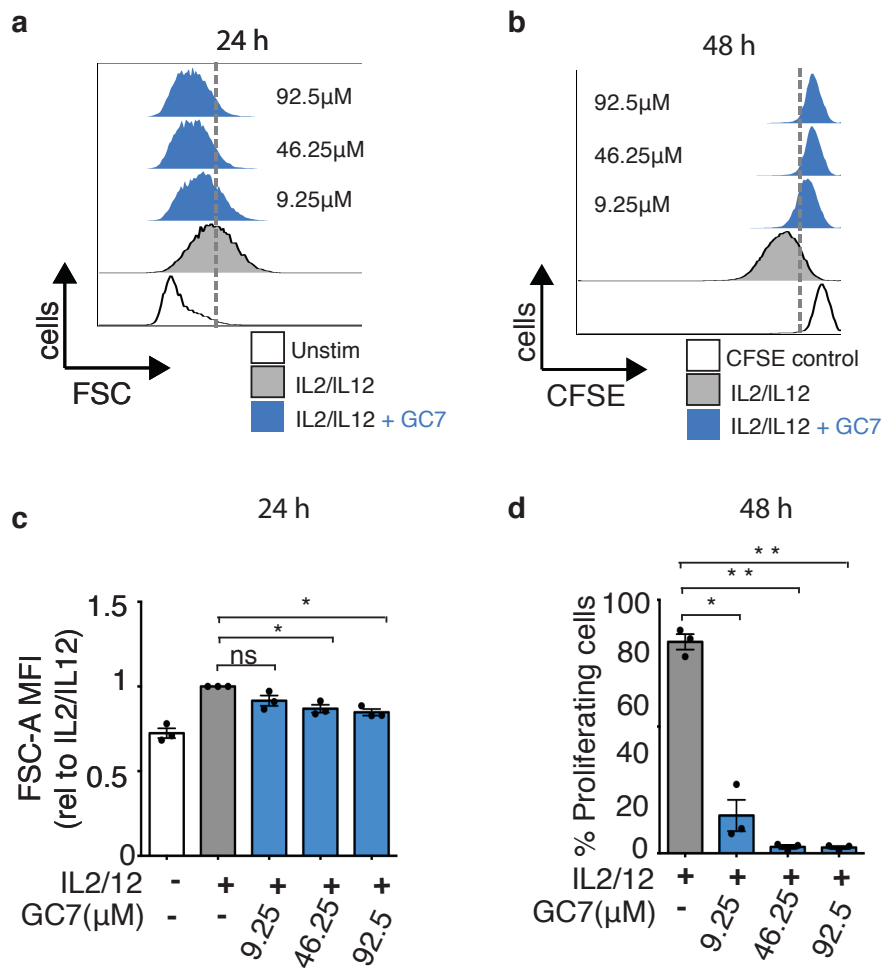 a
24 h
92.5µM
46.25µM
9.25µM
cells
FSC
Unstim
IL2/IL12
IL2/IL12 + GC7
b
48 h
92.5µM
46.25µM
9.25µM
cells
CFSE
CFSE control
IL2/IL12
IL2/IL12 + GC7
c
24 h
FSC-A MFI
(rel to IL2/IL12)
1.5
1
0.5
0
*
*
ns
IL2/12 - + + + +
GC7(µM) - - 9.25 46.25 92.5
d
48 h
% Proliferating cells
100
80
40
20
0
* *
* *
*
IL2/12 + + + +
GC7(µM) - 9.25 46.25 92.5